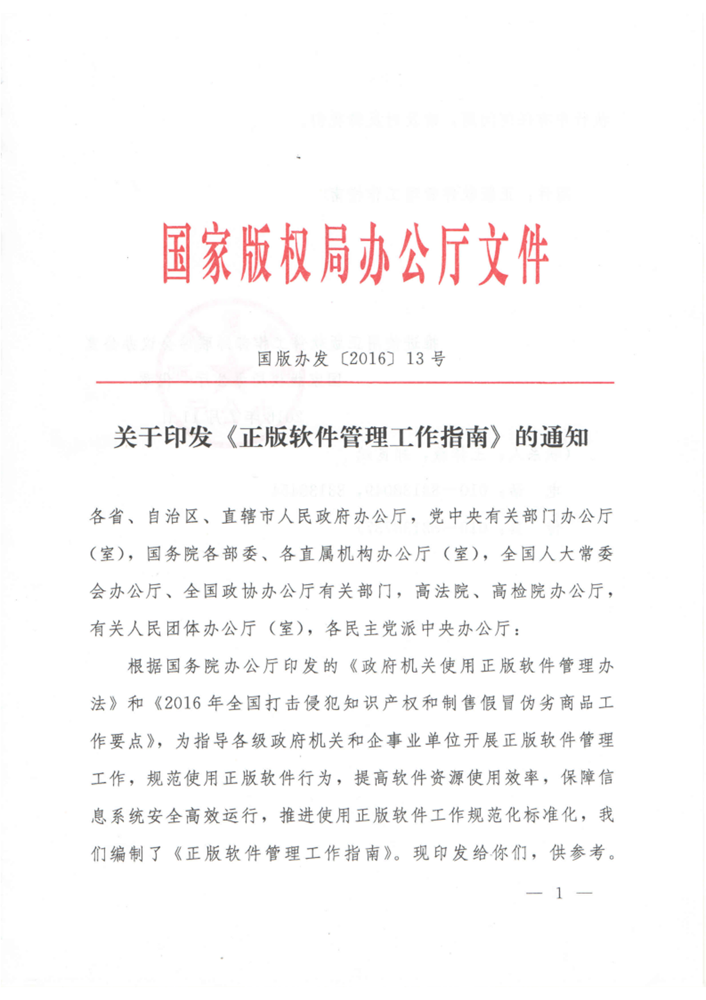 国家版权局办公厅文件
国版办发〔2016〕13 号
关于印发《正版软件管理工作指南》的通知
各省、自治区、直辖市人民政府办公厅，党中央有关部门办公厅
（室），国务院各部委、各直属机构办公厅（室），全国人大常委
会办公厅、全国政协办公厅有关部门，高法院、高检院办公厅，
有关人民团体办公厅（室），各民主党派中央办公厅：
根据国务院办公厅印发的《政府机关使用正版软件管理办
法》和《2016 年全国打击侵犯知识产权和制售假冒伪劣商品工
作要点》，为指导各级政府机关和企事业单位开展正版软件管理
工作，规范使用正版软件行为，提高软件资源使用效率，保障信
息系统安全高效运行，推进使用正版软件工作规范化标准化，我
们编制了《正版软件管理工作指南》。现印发给你们，供参考。
— 1 —